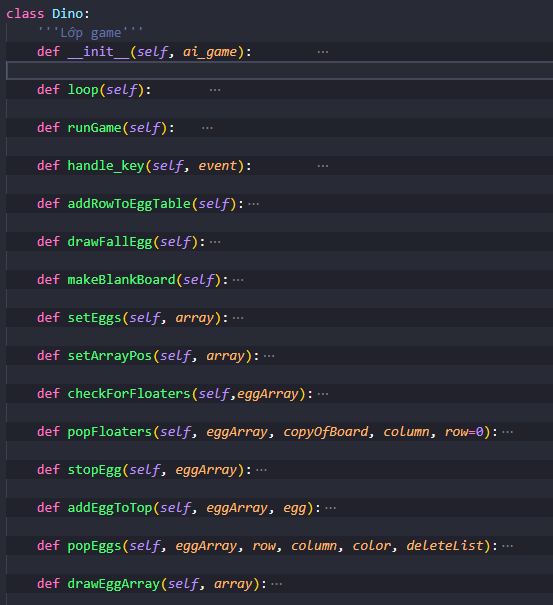 class Dino:
'''Lớp game'''
def __init__(self, ai_game): ...
def loop(self): ...
def runGame(self): ...
def handle_key(self, event): ...
def addRowToEggTable(self): ...
def drawFallEgg(self): ...
def makeBlankBoard(self): ...
def setEggs(self, array): ...
def setArrayPos(self, array): ...
def checkForFloaters(self,eggArray): ...
def popFloaters(self, eggArray, copyOfBoard, column, row=0): ...
def stopEgg(self, eggArray): ...
def addEggToTop(self, eggArray, egg): ...
def popEggs(self, eggArray, row, column, color, deleteList): ...
def drawEggArray(self, array): ...